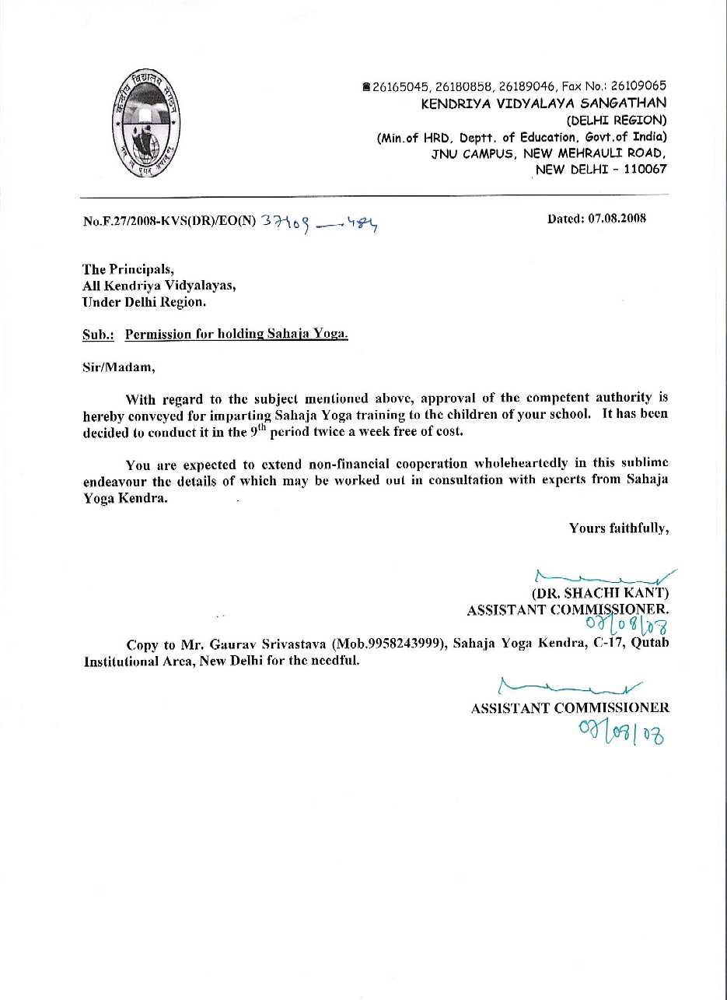 केन्द्रीय विद्यालय संगठन
☎26165045, 26180858, 26189046, Fax No.: 26109065
KENDRIYA VIDYALAYA SANGATHAN
(DELHI REGION)
(Min.of HRD, Deptt. of Education, Govt.of India)
JNU CAMPUS, NEW MEHRAULI ROAD,
NEW DELHI - 110067
No.F.27/2008-KVS(DR)/EO(N) 37409 — 484 Dated: 07.08.2008
The Principals,
All Kendriya Vidyalayas,
Under Delhi Region.
Sub.: Permission for holding Sahaja Yoga.
Sir/Madam,
With regard to the subject mentioned above, approval of the competent authority is
hereby conveyed for imparting Sahaja Yoga training to the children of your school. It has been
decided to conduct it in the 9th period twice a week free of cost.
You are expected to extend non-financial cooperation wholeheartedly in this sublime
endeavour the details of which may be worked out in consultation with experts from Sahaja
Yoga Kendra.
Yours faithfully,
(DR. SHACHI KANT)
ASSISTANT COMMISSIONER.
07/08/08
Copy to Mr. Gaurav Srivastava (Mob.9958243999), Sahaja Yoga Kendra, C-17, Qutab
Institutional Area, New Delhi for the needful.
ASSISTANT COMMISSIONER
07/08/08